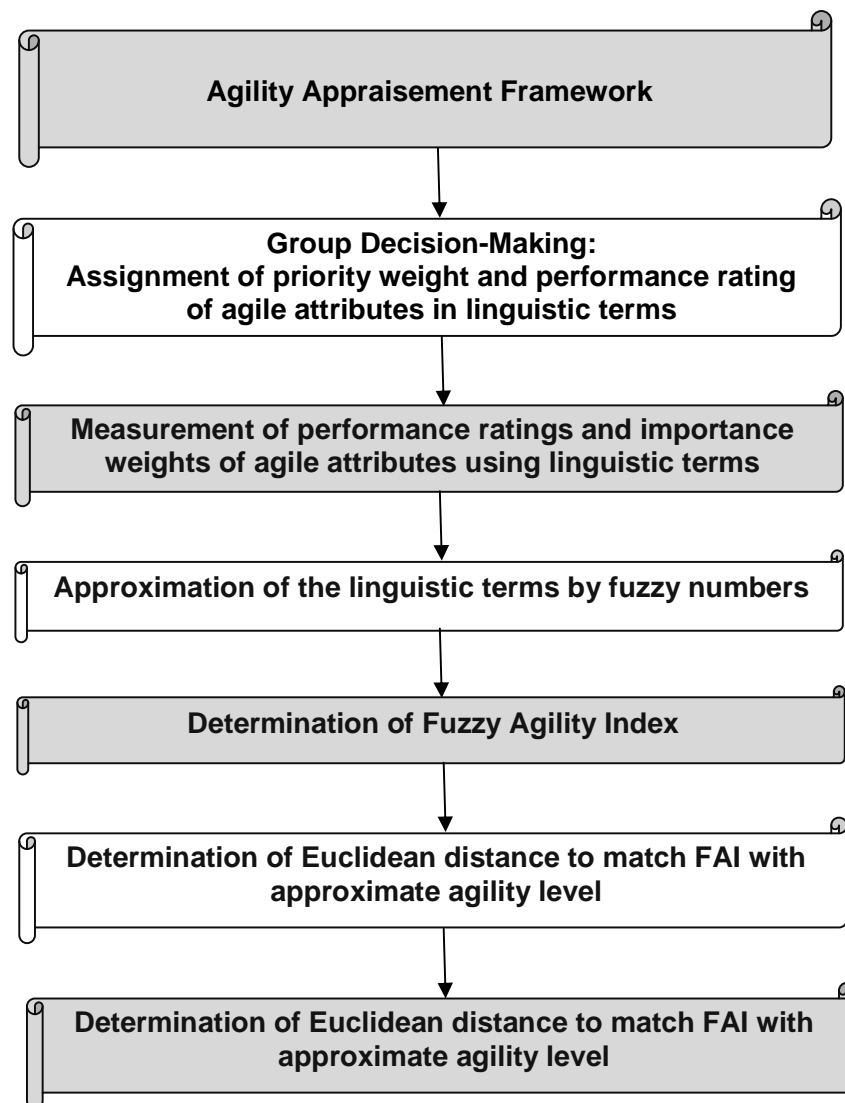 Agility Appraisement Framework
Group Decision-Making:
Assignment of priority weight and performance rating
of agile attributes in linguistic terms
Measurement of performance ratings and importance
weights of agile attributes using linguistic terms
Approximation of the linguistic terms by fuzzy numbers
Determination of Fuzzy Agility Index
Determination of Euclidean distance to match FAI with
approximate agility level
Determination of Euclidean distance to match FAI with
approximate agility level